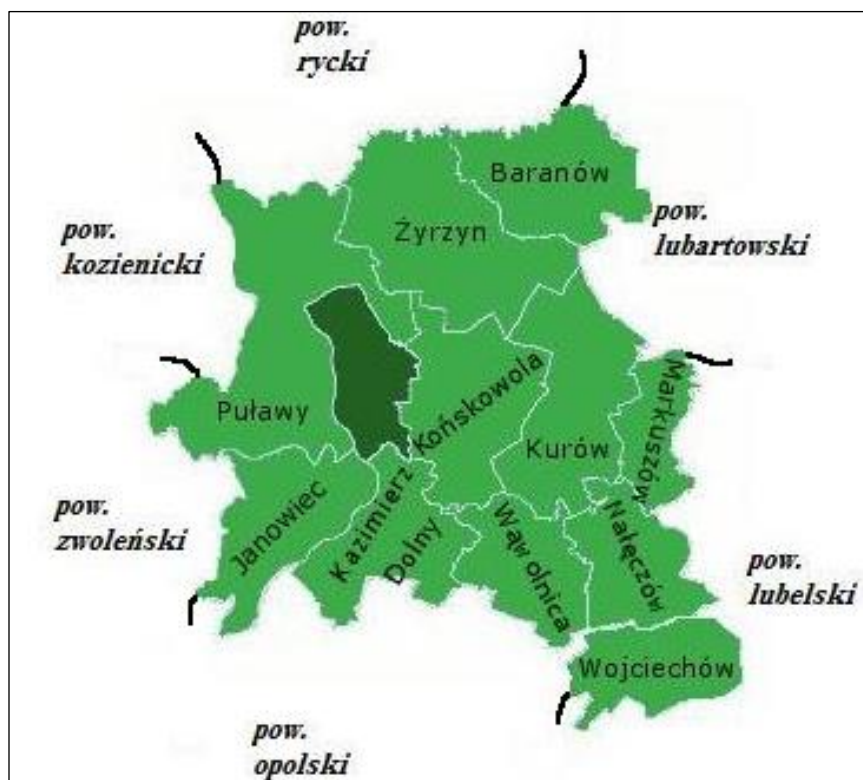 pow.
rycki
Baranów
pow.
lubartowski
Żyrzyn
pow.
kozienicki
Puławy
Końskowola
Markuszów
Kurów
pow.
zwoleński
Janowiec
Kazimierz
Dolny
Wąwolnica
Nałęczów
pow.
lubelski
Wojciechów
pow.
opolski